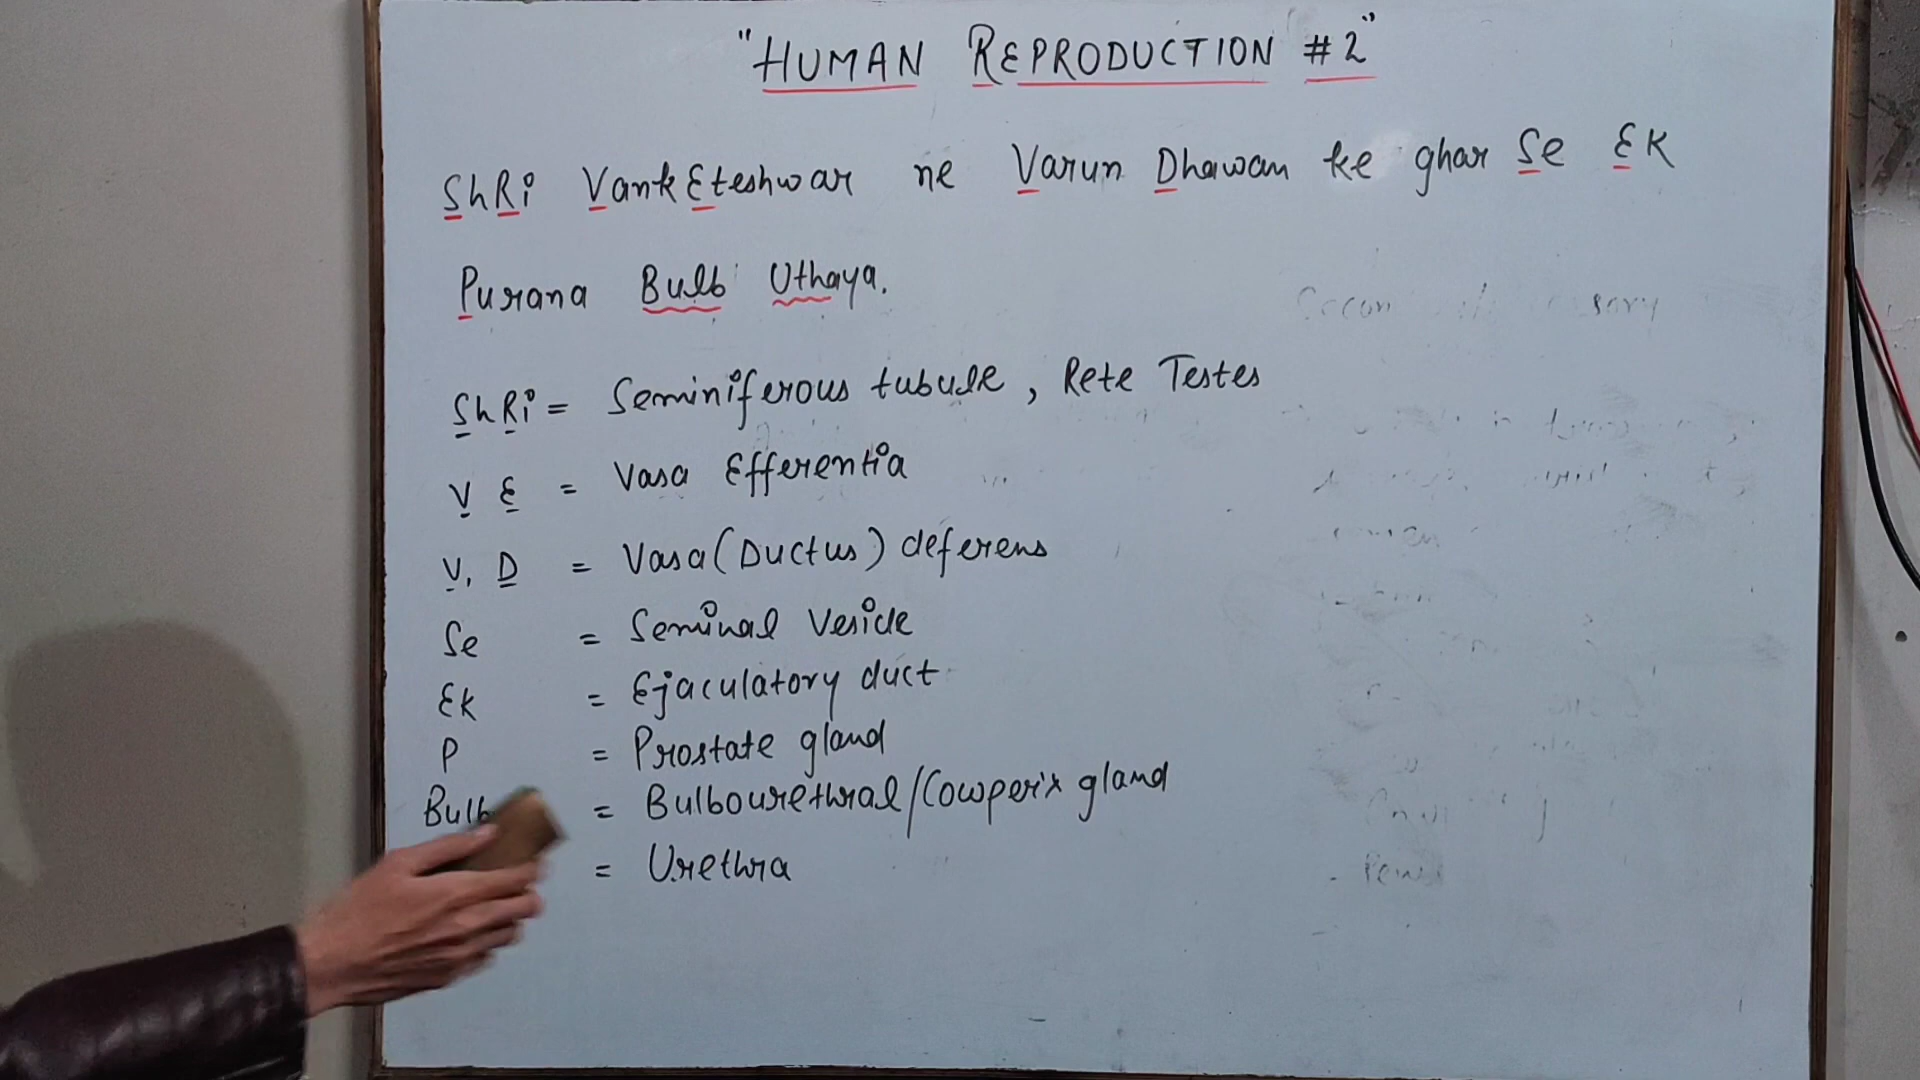 "HUMAN REPRODUCTION #2"
ShRi VankEteshwar ne Varun Dhawan ke ghar Se EK
Purana Bulb Uthaya.
ShRi = Seminiferous tubule, Rete Testes
V E = Vasa Efferentia
V, D = Vasa (Ductus) deferens
Se = Seminal Vesicle
Ek = Ejaculatory duct
P = Prostate gland
Bulb = Bulbourethral/Cowper's gland
= Urethra